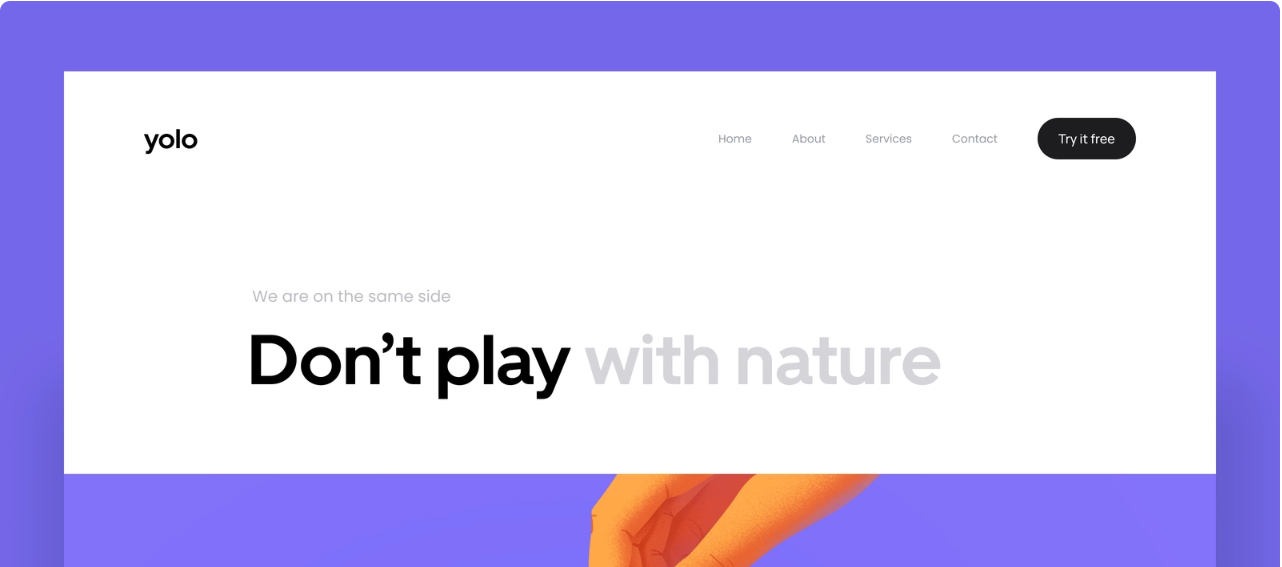 yolo
Home About Services Contact Try it free
We are on the same side
Don’t play with nature